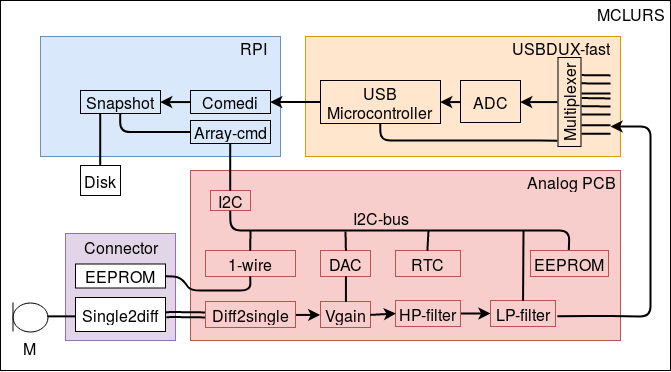 MCLURS
RPI
USBDUX-fast
Snapshot
Comedi
USB
Microcontroller
ADC
Multiplexer
Array-cmd
Disk
Analog PCB
I2C
I2C-bus
Connector
EEPROM
1-wire
DAC
RTC
EEPROM
Single2diff
Diff2single
Vgain
HP-filter
LP-filter
M